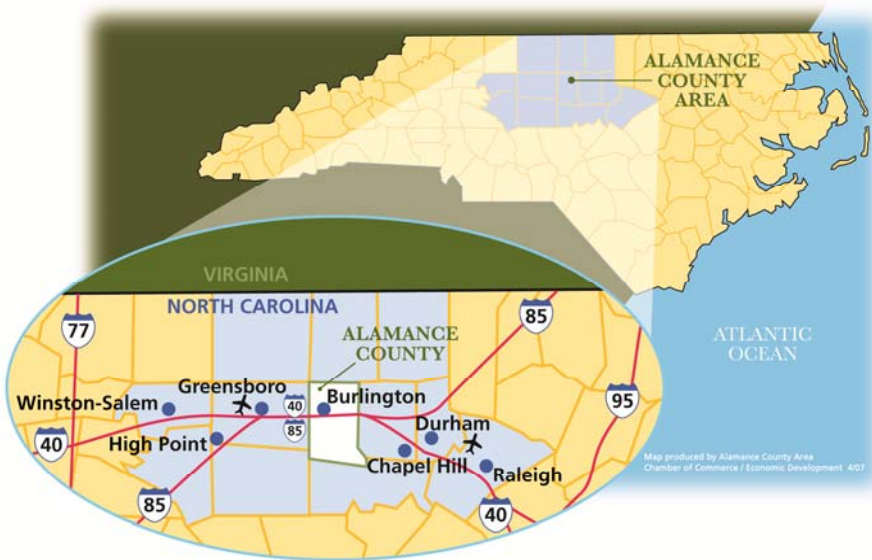 ALAMANCE
COUNTY
AREA
VIRGINIA
NORTH CAROLINA
77
85
ALAMANCE
COUNTY
ATLANTIC
OCEAN
95
Greensboro
Winston-Salem
40
85
Burlington
40
High Point
Durham
Chapel Hill
Raleigh
85
40
Map produced by Alamance County Area
Chamber of Commerce / Economic Development 4/07